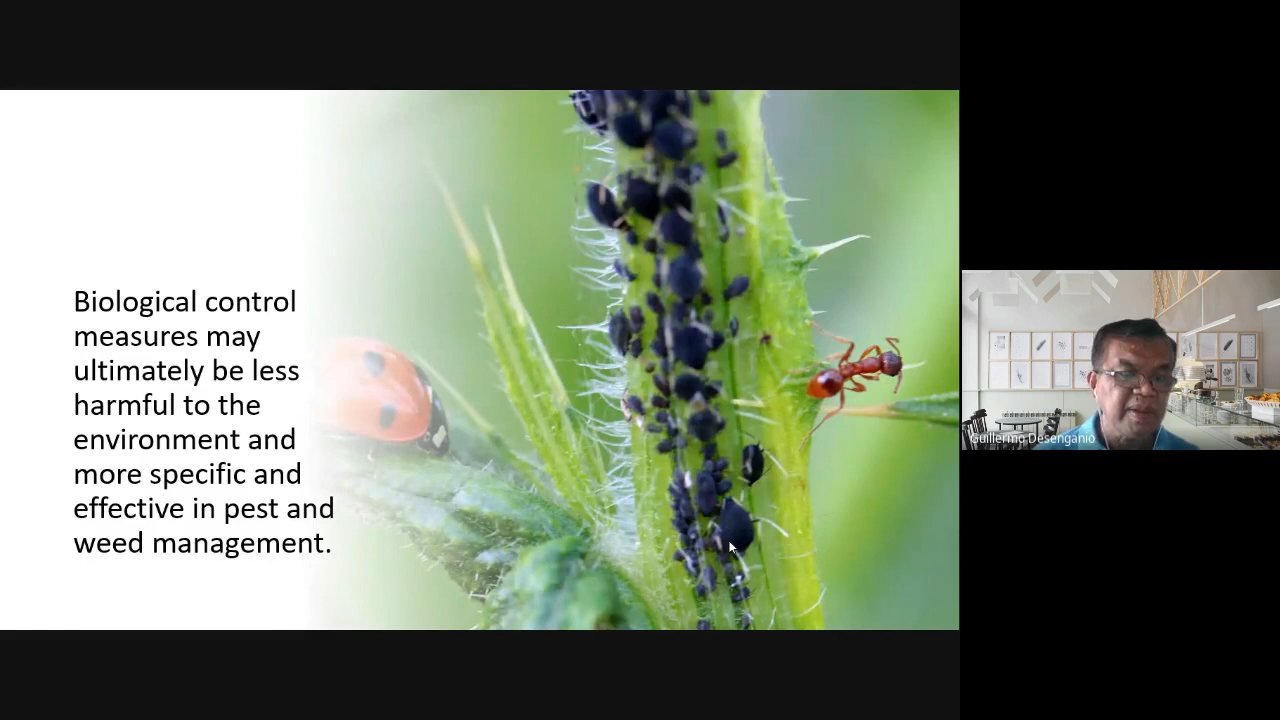 Biological control
measures may
ultimately be less
harmful to the
environment and
more specific and
effective in pest and
weed management.
Guillermo Desenganio